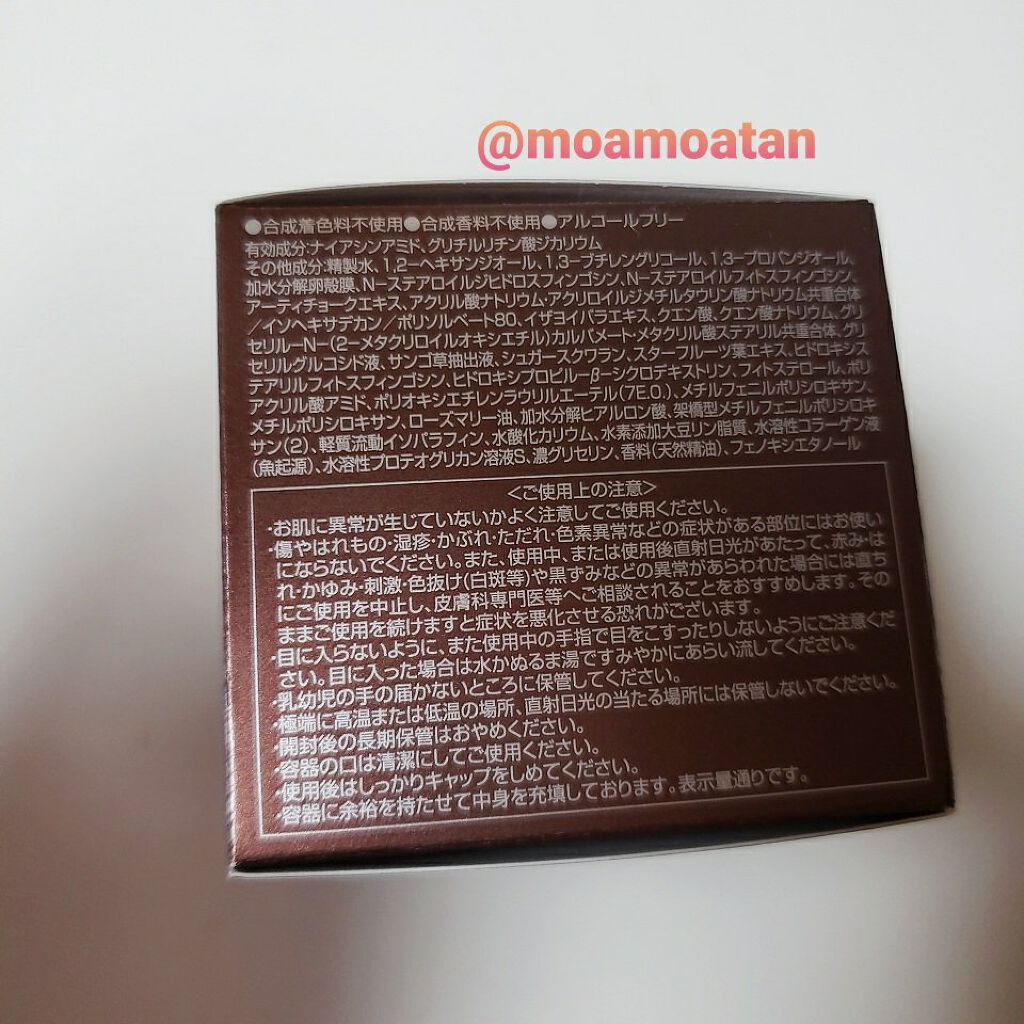 @moamoatan
●合成着色料不使用●合成香料不使用●アルコールフリー
有効成分:ナイアシンアミド、グリチルリチン酸ジカリウム
その他成分:精製水、1,2－ヘキサンジオール、1,3－ブチレングリコール、1,3－プロパンジオール、
加水分解卵殻膜、N－ステアロイルジヒドロスフィンゴシン、N－ステアロイルフィトスフィンゴシン、
アーティチョークエキス、アクリル酸ナトリウム・アクリロイルジメチルタウリン酸ナトリウム共重合体
／イソヘキサデカン／ポリソルベート80、イザヨイバラエキス、クエン酸、クエン酸ナトリウム、グリ
セリル－N－(2－メタクリロイルオキシエチル)カルバメート・メタクリル酸ステアリル共重合体、グリ
セリルグルコシド液、サンゴ草抽出液、シュガースクワラン、スターフルーツ葉エキス、ヒドロキシス
テアリルフィトスフィンゴシン、ヒドロキシプロピル－β－シクロデキストリン、フィトステロール、ポリ
アクリル酸アミド、ポリオキシエチレンラウリルエーテル(7E.O.)、メチルフェニルポリシロキサン、
メチルポリシロキサン、ローズマリー油、加水分解ヒアルロン酸、架橋型メチルフェニルポリシロキ
サン(2)、軽質流動イソパラフィン、水酸化カリウム、水素添加大豆リン脂質、水溶性コラーゲン液
(魚起源)、水溶性プロテオグリカン溶液S、濃グリセリン、香料(天然精油)、フェノキシエタノール
＜ご使用上の注意＞
・お肌に異常が生じていないかよく注意してご使用ください。
・傷やはれもの・湿疹・かぶれ・ただれ・色素異常などの症状がある部位にはお使い
にならないでください。また、使用中、または使用後直射日光があたって、赤み・は
れ・かゆみ・刺激・色抜け(白斑等)や黒ずみなどの異常があらわれた場合には直ち
にご使用を中止し、皮膚科専門医等へご相談されることをおすすめします。その
ままご使用を続けますと症状を悪化させる恐れがございます。
・目に入らないように、また使用中の手指で目をこすったりしないようにご注意くだ
さい。目に入った場合は水かぬるま湯ですみやかにあらい流してください。
・乳幼児の手の届かないところに保管してください。
・極端に高温または低温の場所、直射日光の当たる場所には保管しないでください。
・開封後の長期保管はおやめください。
・容器の口は清潔にしてご使用ください。
・使用後はしっかりキャップをしめてください。
・容器に余裕を持たせて中身を充填しております。表示量通りです。